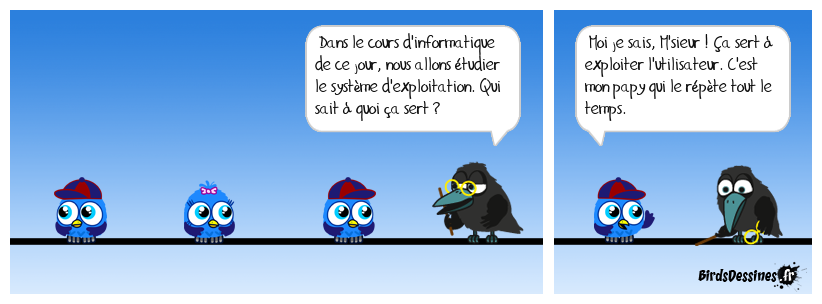 Dans le cours d'informatique
de ce jour, nous allons étudier
le système d'exploitation. Qui
sait à quoi ça sert ?
Moi je sais, M'sieur ! Ça sert à
exploiter l'utilisateur. C'est
mon papy qui le répète tout le
temps.
BirdsDessines.fr